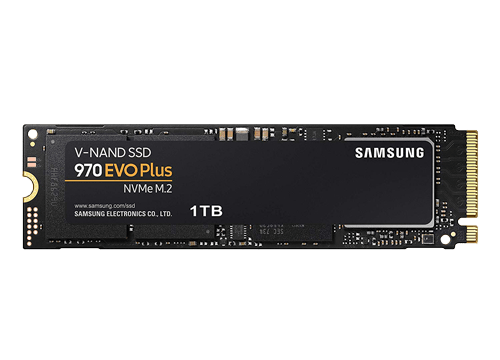 V-NAND SSD
970 EVO Plus
NVMe M.2
SAMSUNG
www.samsung.com/ssd
SAMSUNG ELECTRONICS CO., LTD.
1TB